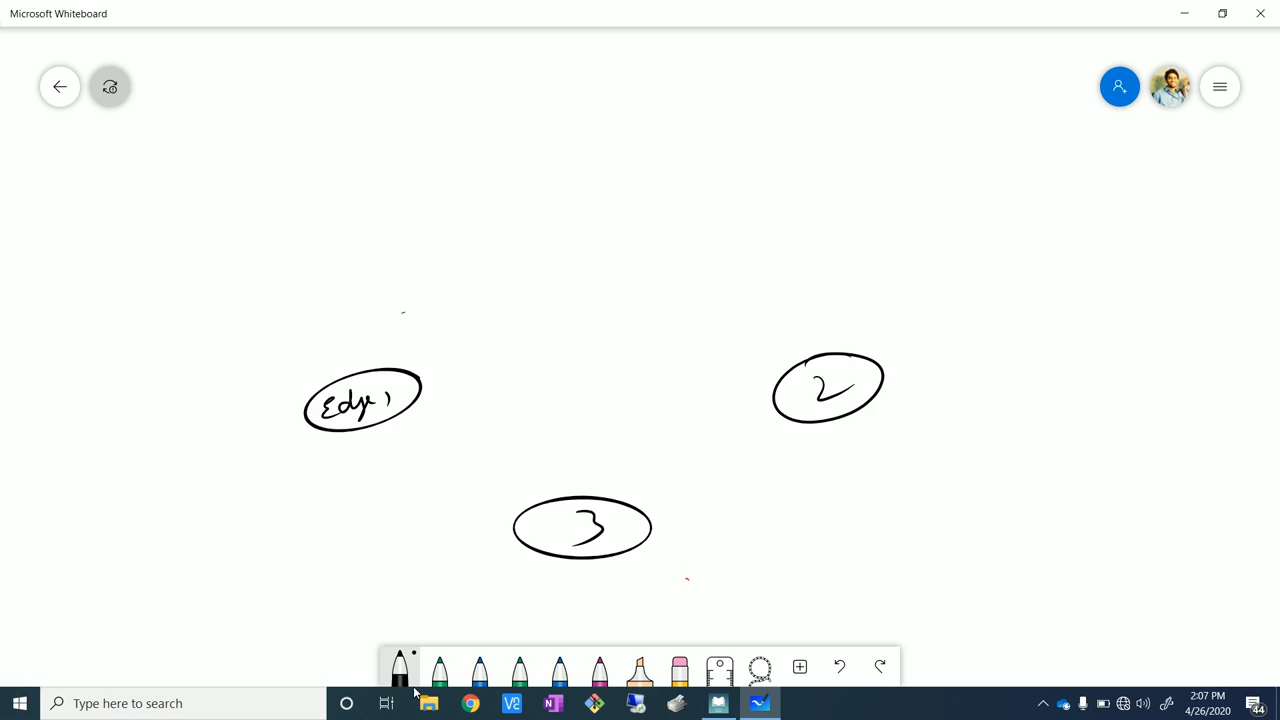 Microsoft Whiteboard
Edge 1
2
3
Type here to search
2:07 PM
4/26/2020
44